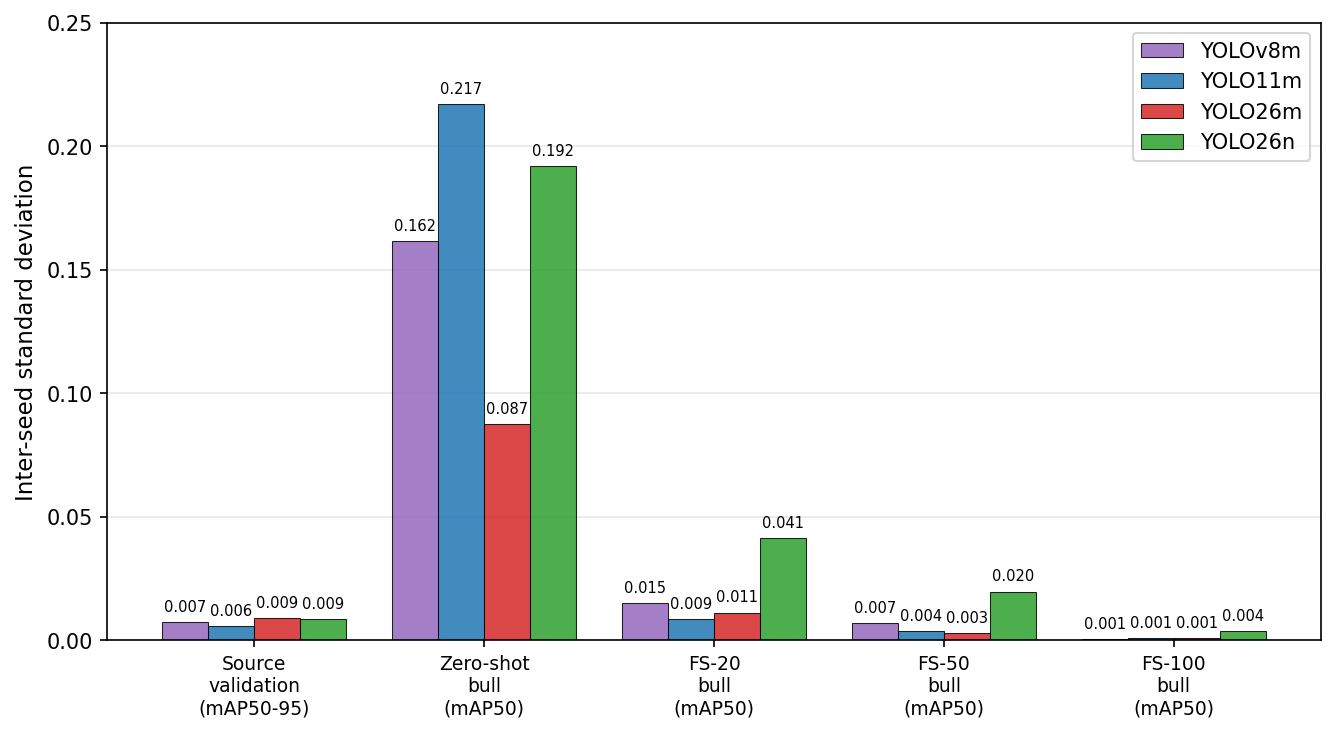 0.25
0.20
0.15
0.10
0.05
0.00
Inter-seed standard deviation
YOLOv8m
YOLO11m
YOLO26m
YOLO26n
0.007 0.006 0.009 0.009
0.162 0.217 0.087 0.192
0.015 0.009 0.011 0.041
0.007 0.004 0.003 0.020
0.001 0.001 0.001 0.004
Source
validation
(mAP50-95)
Zero-shot
bull
(mAP50)
FS-20
bull
(mAP50)
FS-50
bull
(mAP50)
FS-100
bull
(mAP50)